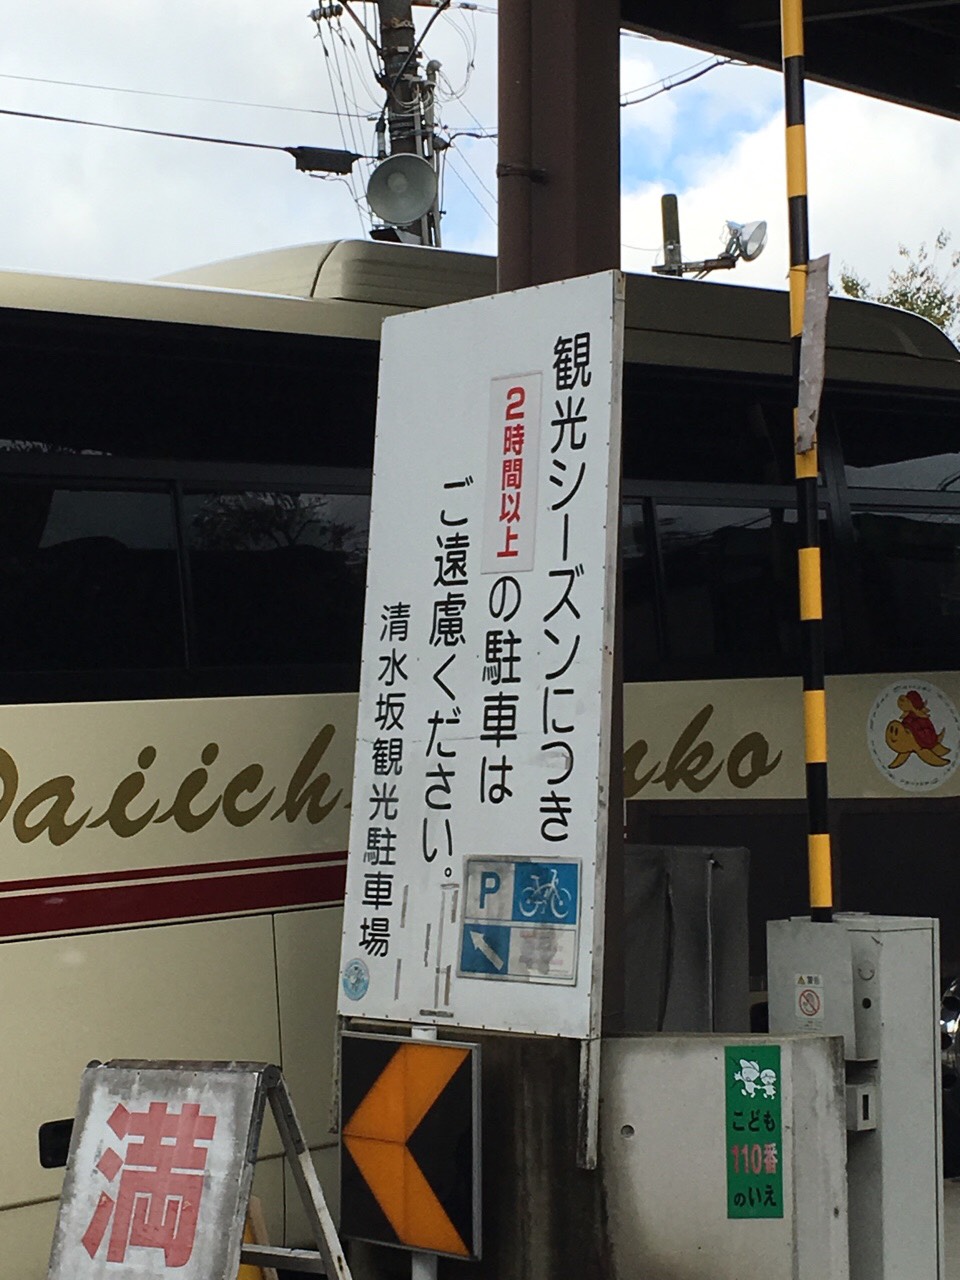 観光シーズンにつき
2時間以上の駐車は
ご遠慮ください。
清水坂観光駐車場
P
Daiich
ko
満
こども
110番
のいえ